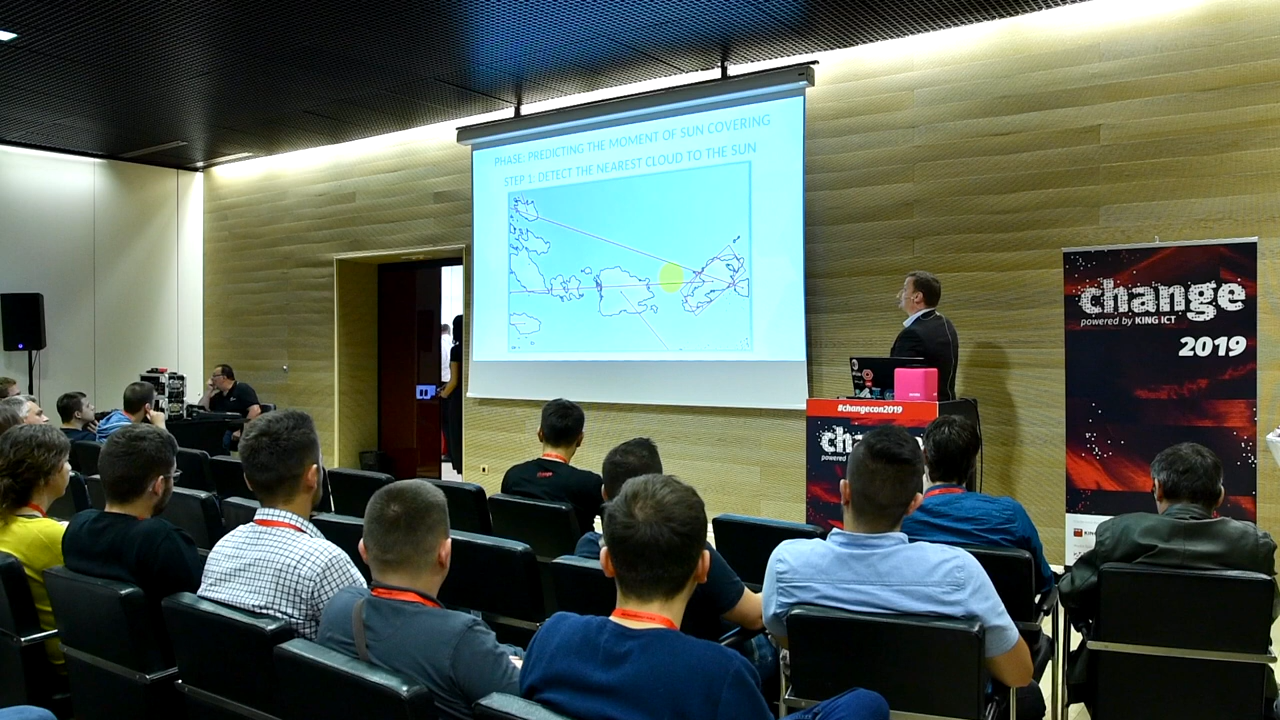 PHASE: PREDICTING THE MOMENT OF SUN COVERING
STEP 1: DETECT THE NEAREST CLOUD TO THE SUN
change
powered by KING ICT
2019
#changecon2019
powered